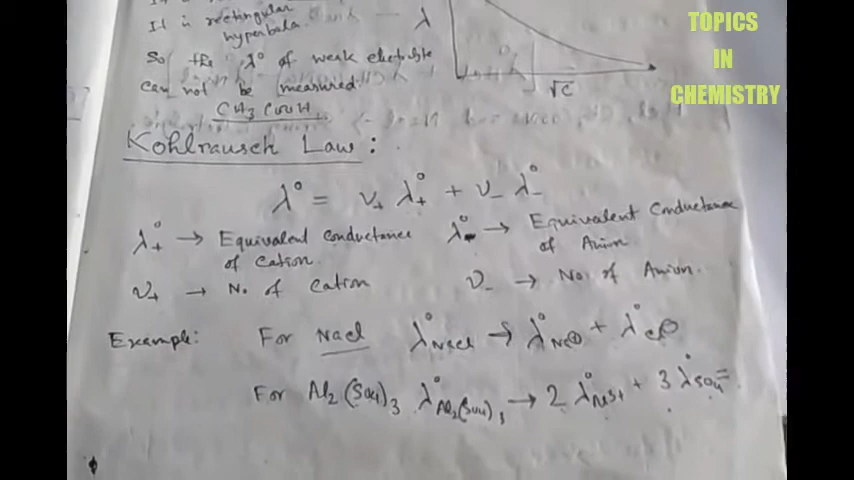 It is rectangular
hyperbola
λ
So the λ° of weak electrolyte
can not be measured.
√C
CH3COOH
Kohlrausch Law :
λ° = ν+ λ°+ + ν- λ°-
λ°+ → Equivalent conductance
of Cation.
λ°- → Equivalent Conductance
of Anion
ν+ → No. of Cation
ν- → No. of Anion.
Example: For NaCl λ°NaCl → λ°Na⊕ + λ°Cl⊖
For Al2(SO4)3 λ°Al2(SO4)3 → 2 λ°Al3+ + 3 λ°SO4=
TOPICS
IN
CHEMISTRY